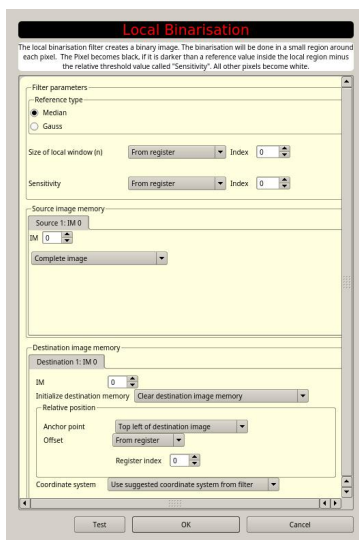 Local Binarisation
The local binarisation filter creates a binary image. The binarisation will be done in a small region around
each pixel. The Pixel becomes black, if it is darker than a reference value inside the local region minus
the relative threshold value called "Sensitivity". All other pixels become white.
Filter parameters
Reference type
Median
Gauss
Size of local window (n) From register Index 0
Sensitivity From register Index 0
Source image memory
Source 1: IM 0
IM 0
Complete image
Destination image memory
Destination 1: IM 0
IM 0
Initialize destination memory Clear destination image memory
Relative position
Anchor point Top left of destination image
Offset From register
Register index 0
Coordinate system Use suggested coordinate system from filter
Test OK Cancel